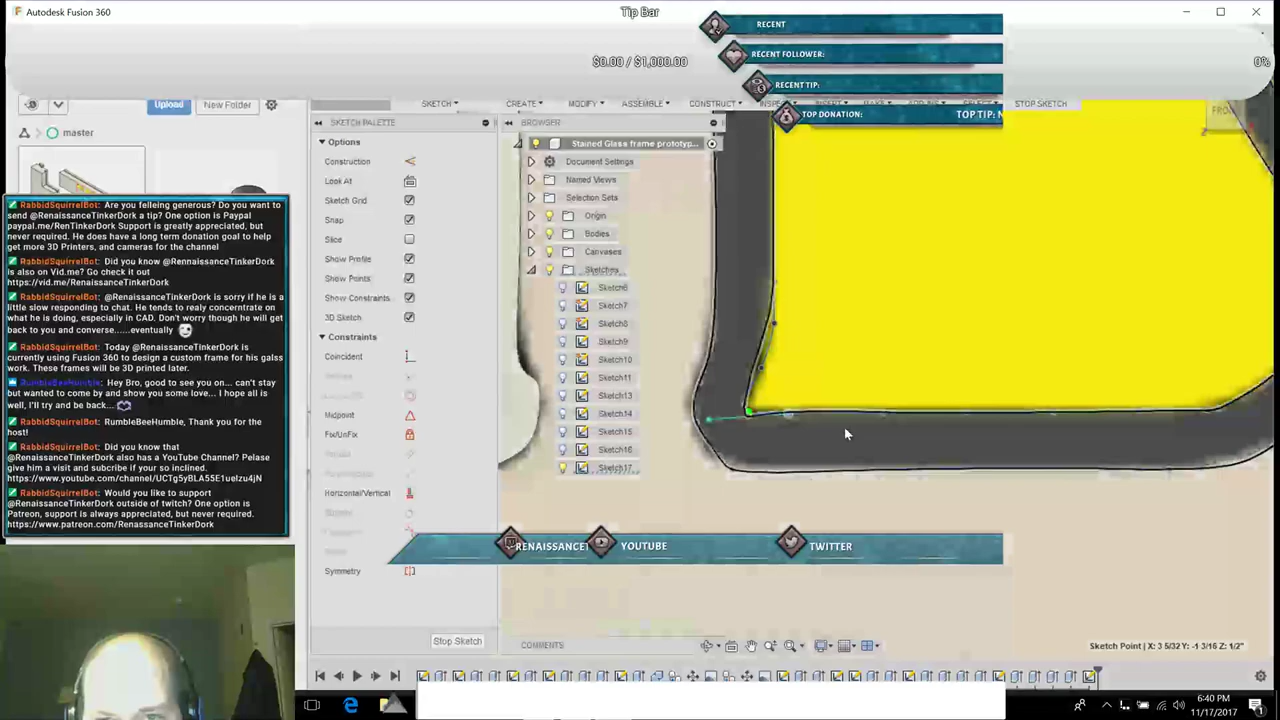 Autodesk Fusion 360
Tip Bar
RECENT
$0.00 / $1,000.00
RECENT FOLLOWER:
0%
RECENT TIP:
Upload
New Folder
SKETCH
CREATE
MODIFY
ASSEMBLE
CONSTRUCT
STOP SKETCH
TOP DONATION:
TOP TIP: N
master
SKETCH PALETTE
BROWSER
Options
Construction
Look At
Sketch Grid
Snap
Slice
Show Profile
Show Points
Show Constraints
3D Sketch
Constraints
Coincident
Midpoint
Fix/UnFix
Horizontal/Vertical
Symmetry
Stop Sketch
Stained Glass frame prototyp...
Document Settings
Named Views
Selection Sets
Origin
Bodies
Canvases
Sketches
Sketch6
Sketch7
Sketch8
Sketch9
Sketch10
Sketch11
Sketch13
Sketch14
Sketch15
Sketch16
Sketch17
RabbidSquirrelBot: Are you felleing generous? Do you want to
send @RenaissanceTinkerDork a tip? One option is Paypal
paypal.me/RenTinkerDork Support is greatly appreciated, but
never required. He does have a long term donation goal to help
get more 3D Printers, and cameras for the channel
RabbidSquirrelBot: Did you know @RennaissanceTinkerDork
is also on Vid.me? Go check it out
https://vid.me/RenaissanceTinkerDork
RabbidSquirrelBot: @RenaissanceTinkerDork is sorry if he is a
little slow responding to chat. He tends to realy concerntrate on
what he is doing, especially in CAD. Don't worry though he will get
back to you and converse......eventually
RabbidSquirrelBot: Today @RenaissanceTinkerDork is
currently using Fusion 360 to design a custom frame for his galss
work. These frames will be 3D printed later.
RumbleBeeHumble: Hey Bro, good to see you on... can't stay
but wanted to come by and show you some love... I hope all is
well, I'll try and be back...
RabbidSquirrelBot: RumbleBeeHumble, Thank you for the
host!
RabbidSquirrelBot: Did you know that
@RenaissanceTinkerDork also has a YouTube Channel? Pelase
give him a visit and subcribe if your so inclined.
https://www.youtube.com/channel/UCTg5yBLA55E1uelzu4jN
RabbidSquirrelBot: Would you like to support
@RenaissanceTinkerDork outside of twitch? One option is
Patreon, support is always appreciated, but never required.
https://www.patreon.com/RenassanceTinkerDork
RENAISSANCET
YOUTUBE
TWITTER
COMMENTS
Sketch Point | X: 3 5/32 Y: -1 3/16 Z: 1/2"
6:40 PM
11/17/2017